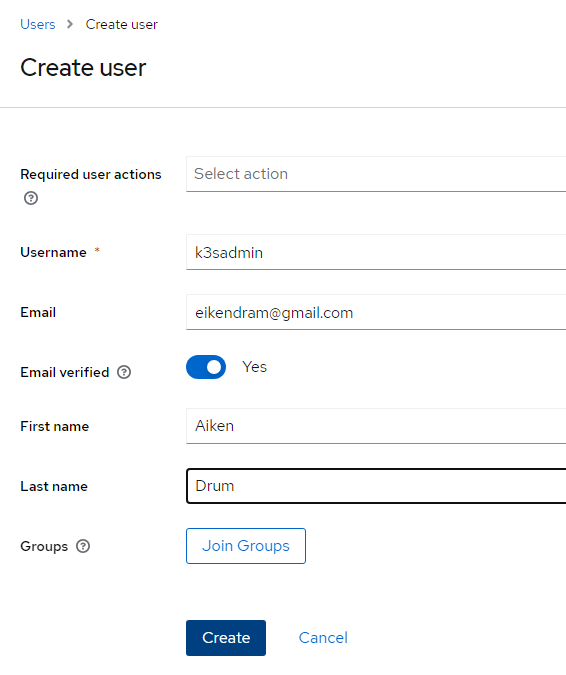 Users > Create user
Create user
Required user actions
Select action
Username *
k3sadmin
Email
eikendram@gmail.com
Email verified
Yes
First name
Aiken
Last name
Drum
Groups
Join Groups
Create Cancel